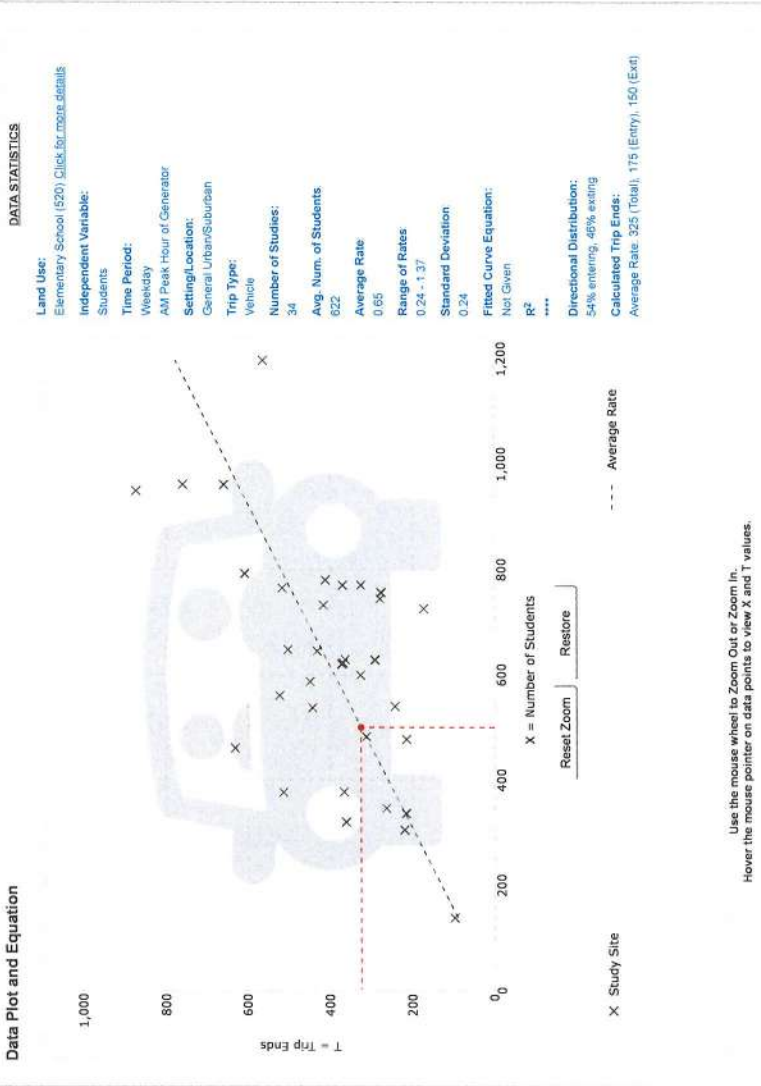 Data Plot and Equation
DATA STATISTICS
Land Use:
Elementary School (520) Click for more details
Independent Variable:
Students
Time Period:
Weekday
AM Peak Hour of Generator
Setting/Location:
General Urban/Suburban
Trip Type:
Vehicle
Number of Studies:
34
Avg. Num. of Students
622
Average Rate:
0.65
Range of Rates
0.24 - 1.37
Standard Deviation
0.24
Fitted Curve Equation:
Not Given
R²
****
Directional Distribution:
54% entering, 46% exiting
Calculated Trip Ends:
Average Rate: 325 (Total), 175 (Entry), 150 (Exit)
T = Trip Ends
1,000
800
600
400
200
0
0
200
400
600
800
1,000
1,200
X = Number of Students
Reset Zoom
Restore
× Study Site
--- Average Rate
Use the mouse wheel to Zoom Out or Zoom In.
Hover the mouse pointer on data points to view X and T values.